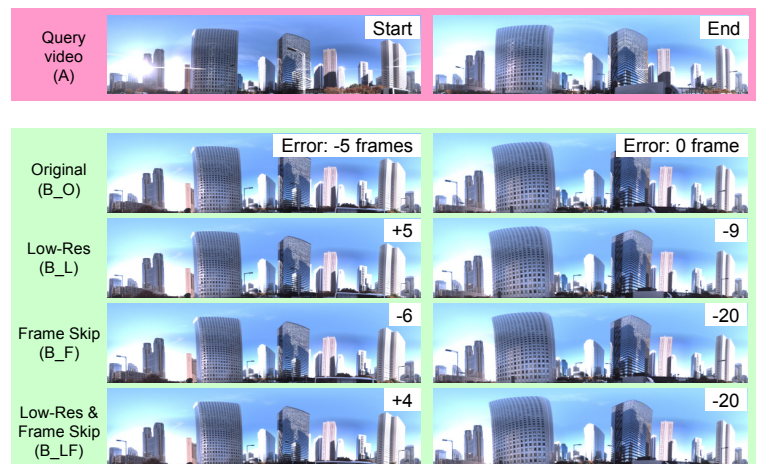 Query
video
(A)
Start
End
Original
(B_O)
Error: -5 frames
Error: 0 frame
Low-Res
(B_L)
+5
-9
Frame Skip
(B_F)
-6
-20
Low-Res &
Frame Skip
(B_LF)
+4
-20